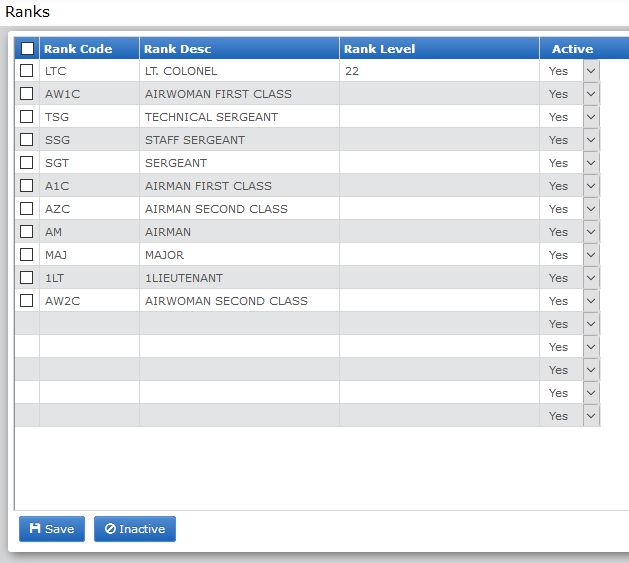 Ranks
Rank Code Rank Desc Rank Level Active
LTC LT. COLONEL 22 Yes
AW1C AIRWOMAN FIRST CLASS Yes
TSG TECHNICAL SERGEANT Yes
SSG STAFF SERGEANT Yes
SGT SERGEANT Yes
A1C AIRMAN FIRST CLASS Yes
AZC AIRMAN SECOND CLASS Yes
AM AIRMAN Yes
MAJ MAJOR Yes
1LT 1LIEUTENANT Yes
AW2C AIRWOMAN SECOND CLASS Yes
Yes
Yes
Yes
Yes
Yes
Save Inactive